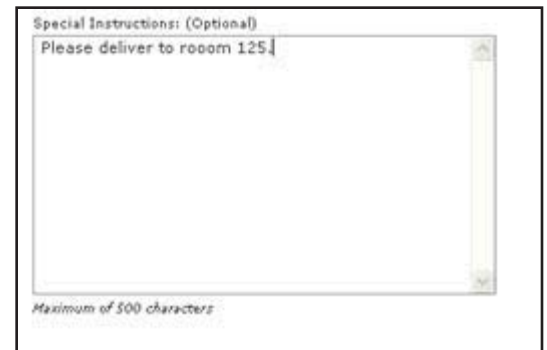 Special Instructions: (Optional)
Please deliver to rooom 125.
Maximum of 500 characters